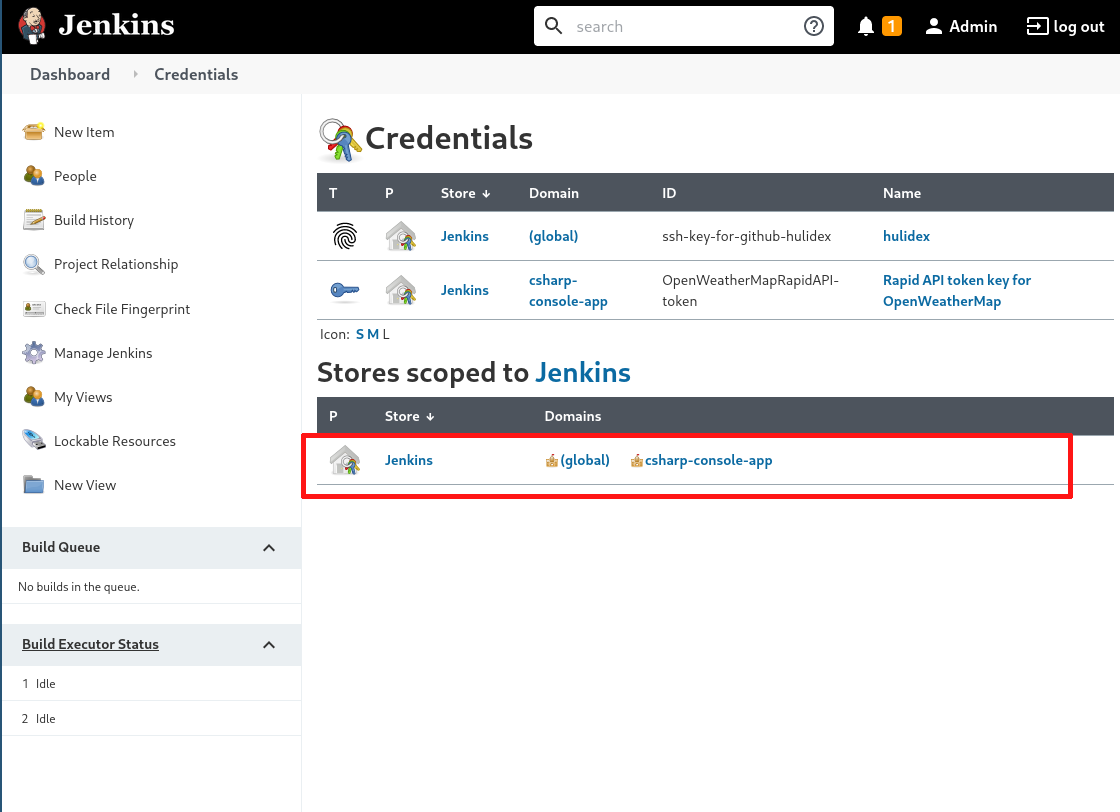 Jenkins
search
1
Admin
log out
Dashboard
Credentials
New Item
People
Build History
Project Relationship
Check File Fingerprint
Manage Jenkins
My Views
Lockable Resources
New View
Build Queue
No builds in the queue.
Build Executor Status
1 Idle
2 Idle
Credentials
T P Store ↓ Domain ID Name
Jenkins (global) ssh-key-for-github-hulidex hulidex
Jenkins csharp-console-app OpenWeatherMapRapidAPI-token Rapid API token key for OpenWeatherMap
Icon: S M L
Stores scoped to Jenkins
P Store ↓ Domains
Jenkins (global) csharp-console-app